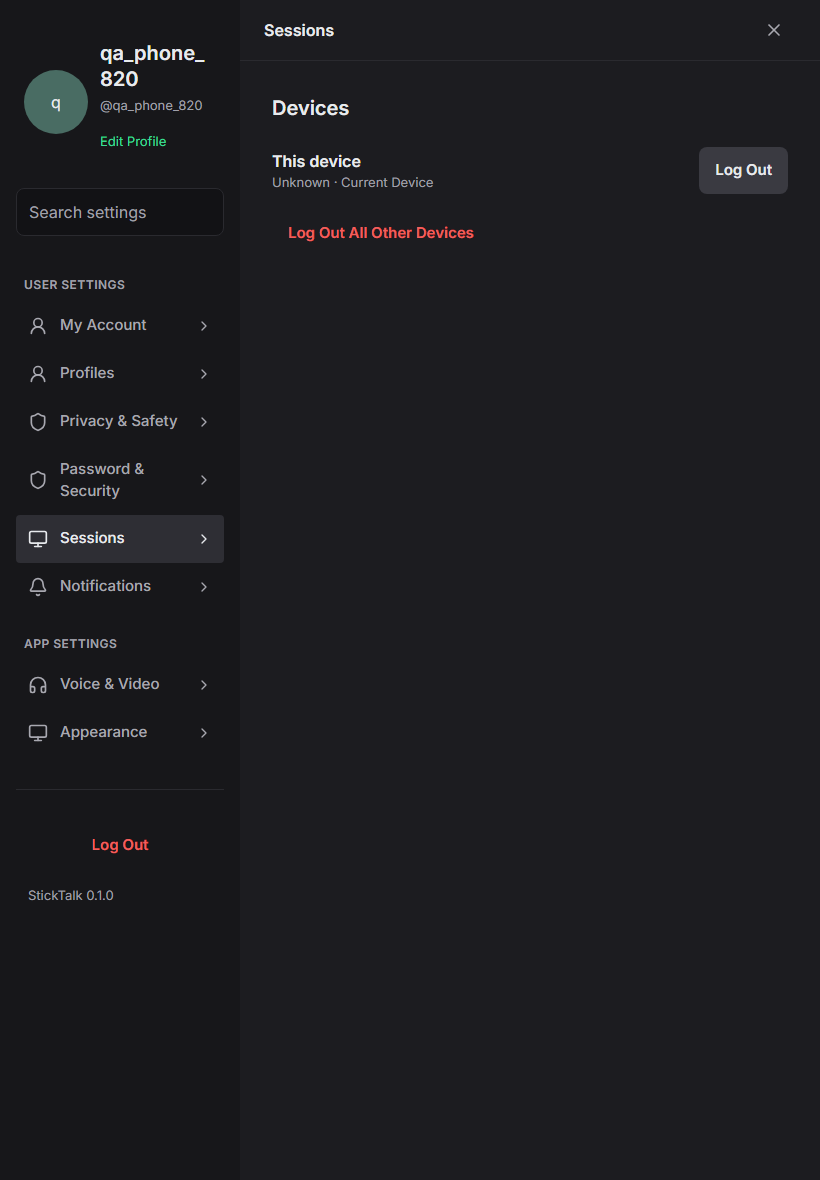 qa_phone_
820
@qa_phone_820
Edit Profile
q
Search settings
USER SETTINGS
My Account
Profiles
Privacy & Safety
Password &
Security
Sessions
Notifications
APP SETTINGS
Voice & Video
Appearance
Log Out
StickTalk 0.1.0
Sessions
Devices
This device
Unknown · Current Device
Log Out
Log Out All Other Devices